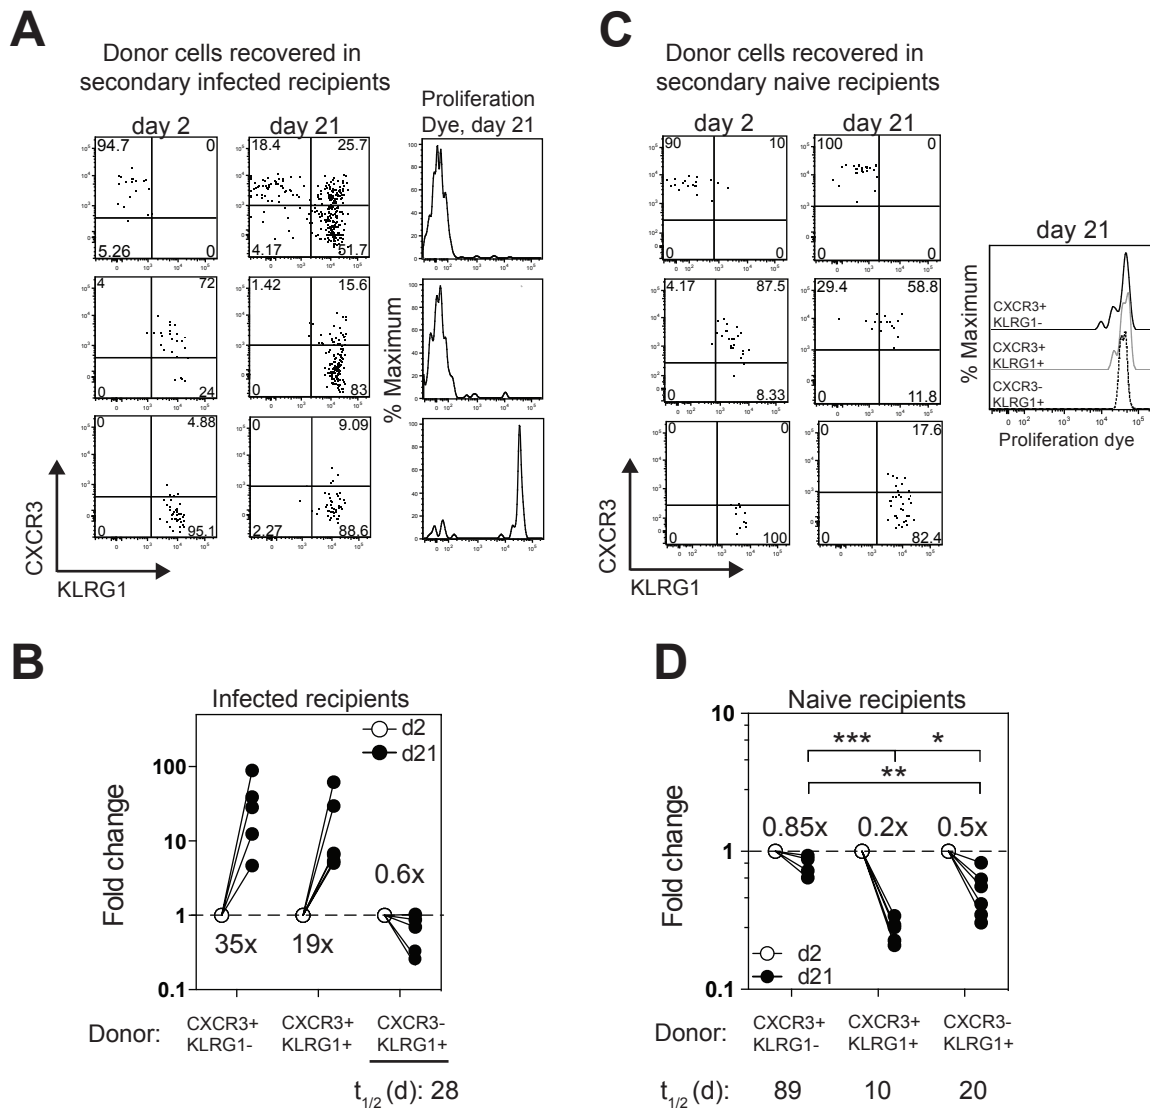 A
Donor cells recovered in
secondary infected recipients
day 2
day 21
Proliferation
Dye, day 21
94.7 0
5.26 0
18.4 25.7
4.17 51.7
4 72
0 24
1.42 15.6
0 83
0 4.88
0 95.1
0 9.09
2.27 88.6
% Maximum
CXCR3
KLRG1
C
Donor cells recovered in
secondary naive recipients
day 2
day 21
90 10
0 0
100 0
0 0
4.17 87.5
0 8.33
29.4 58.8
0 11.8
0 0
0 100
0 17.6
0 82.4
CXCR3
KLRG1
day 21
% Maximum
CXCR3+
KLRG1-
CXCR3+
KLRG1+
CXCR3-
KLRG1+
0 10² 10³ 10⁴ 10⁵
Proliferation dye
B
Infected recipients
d2
d21
Fold change
100
10
1
0.1
35x
19x
0.6x
Donor:
CXCR3+
KLRG1-
CXCR3+
KLRG1+
CXCR3-
KLRG1+
t1/2 (d): 28
D
Naive recipients
10
1
0.1
Fold change
*** *
**
0.85x 0.2x 0.5x
d2
d21
Donor:
CXCR3+
KLRG1-
CXCR3+
KLRG1+
CXCR3-
KLRG1+
t1/2 (d): 89 10 20